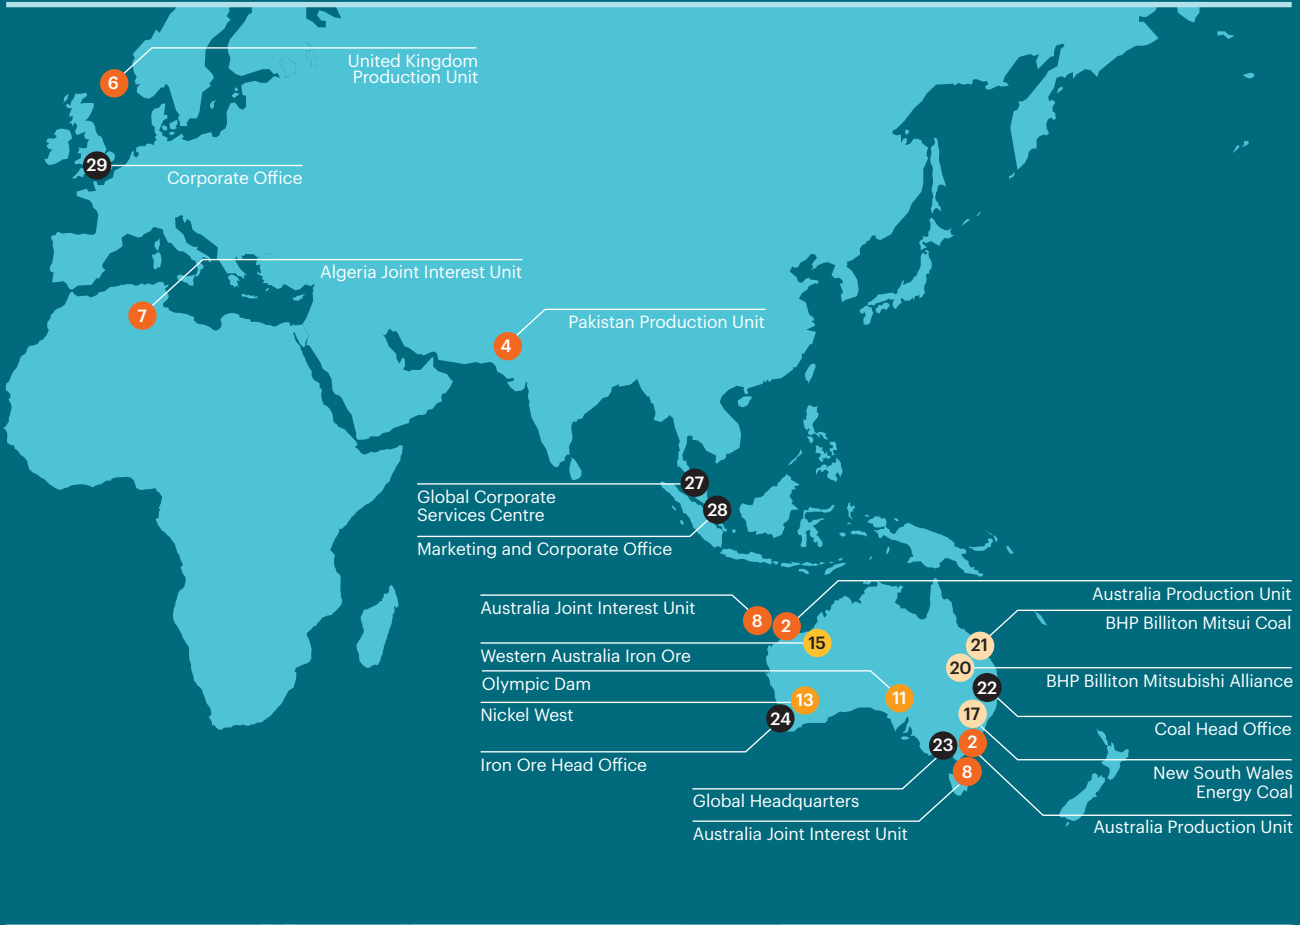 United Kingdom
Production Unit
6
29
Corporate Office
Algeria Joint Interest Unit
7
Pakistan Production Unit
4
27
Global Corporate
Services Centre
28
Marketing and Corporate Office
Australia Production Unit
Australia Joint Interest Unit
8
2
BHP Billiton Mitsui Coal
15
21
Western Australia Iron Ore
20
BHP Billiton Mitsubishi Alliance
Olympic Dam
22
13
11
Nickel West
17
24
Coal Head Office
23
2
Iron Ore Head Office
8
New South Wales
Energy Coal
Global Headquarters
Australia Production Unit
Australia Joint Interest Unit